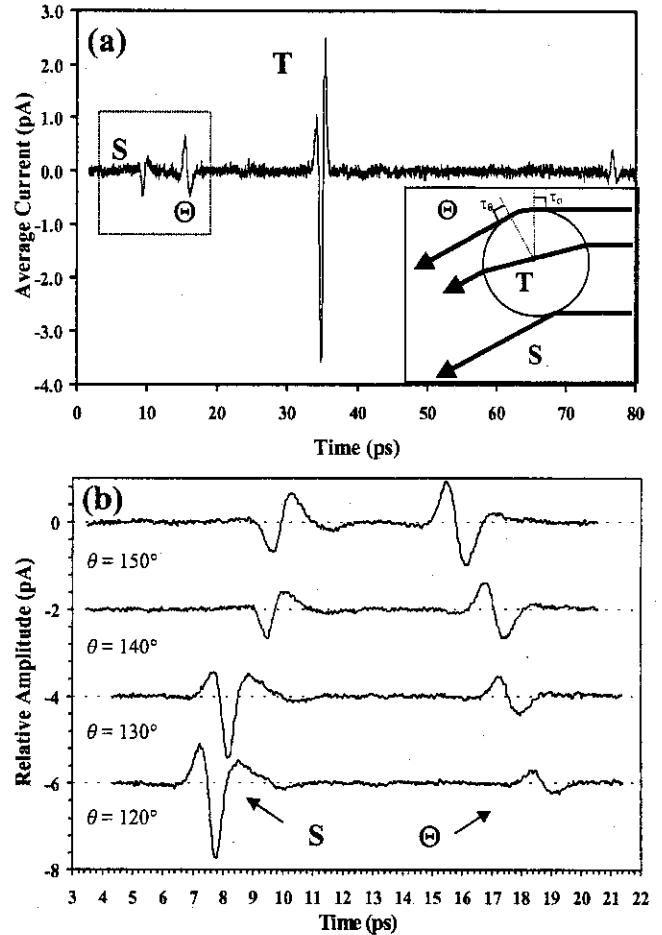 3.0
(a)
2.0
T
1.0
S
0.0
Θ
-1.0
-2.0
-3.0
-4.0
Average Current (pA)
Θ
τθ
τo
T
S
0 10 20 30 40 50 60 70 80
Time (ps)
(b)
0
θ = 150°
-2
θ = 140°
-4
θ = 130°
-6
θ = 120°
S
Θ
-8
Relative Amplitude (pA)
3 4 5 6 7 8 9 10 11 12 13 14 15 16 17 18 19 20 21 22
Time (ps)